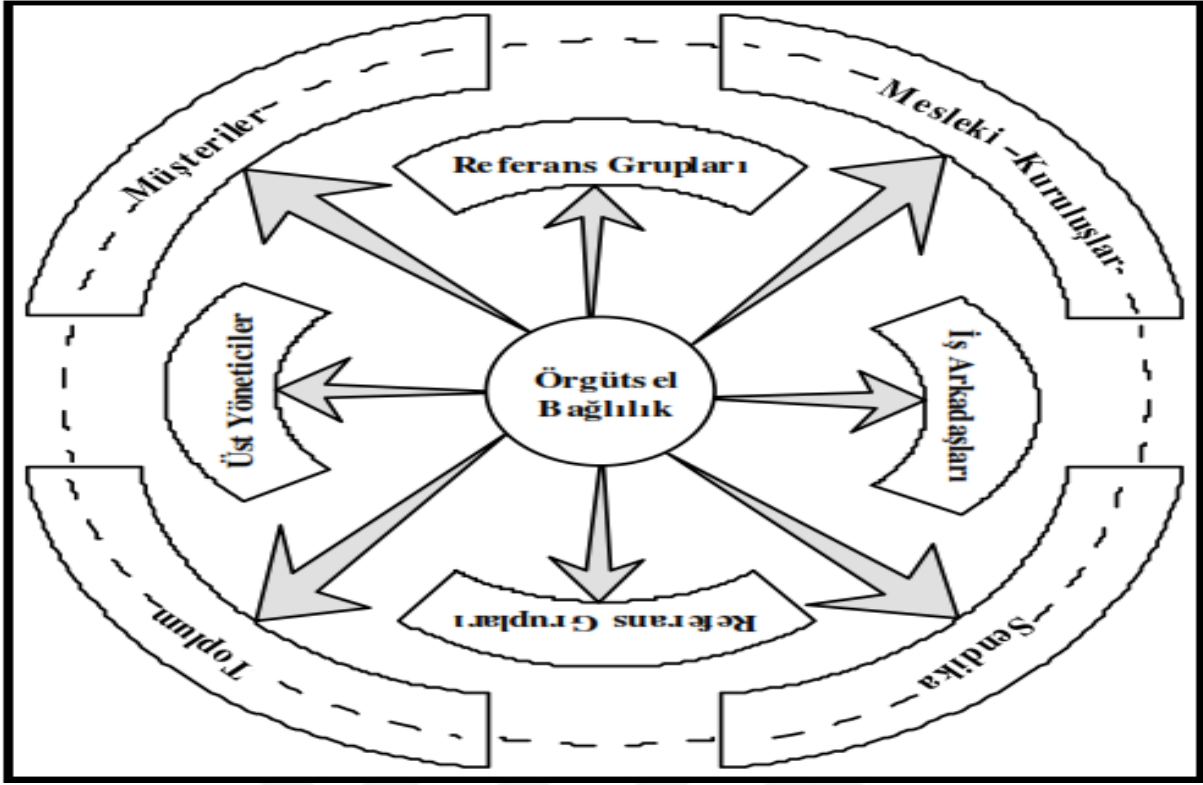 Müşteriler
Mesleki –Kuruluşlar
Referans Grupları
Üst Yöneticiler
Örgütsel
Bağlılık
İş Arkadaşları
Referans Grupları
Toplum
Sendika